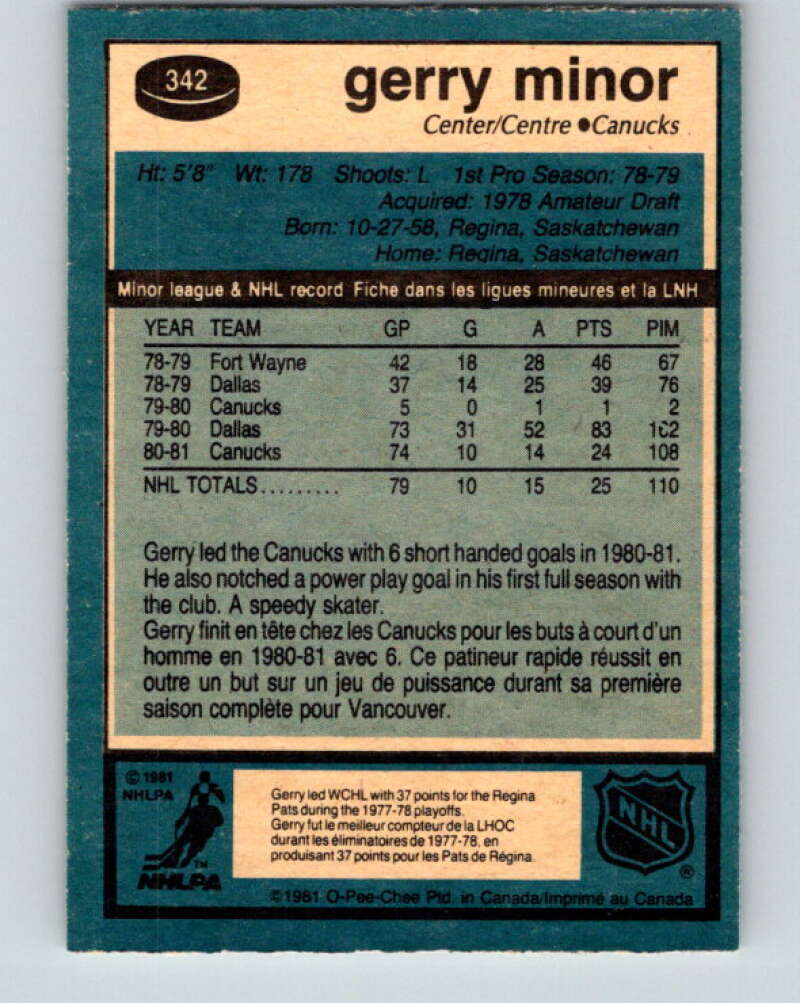 342
gerry minor
Center/Centre ●Canucks
Ht: 5'8" Wt: 178 Shoots: L 1st Pro Season: 78-79
Acquired: 1978 Amateur Draft
Born: 10-27-58, Regina, Saskatchewan
Home: Regina, Saskatchewan
Minor league & NHL record Fiche dans les ligues mineures et la LNH
YEAR TEAM GP G A PTS PIM
78-79 Fort Wayne 42 18 28 46 67
78-79 Dallas 37 14 25 39 76
79-80 Canucks 5 0 1 1 2
79-80 Dallas 73 31 52 83 162
80-81 Canucks 74 10 14 24 108
NHL TOTALS......... 79 10 15 25 110
Gerry led the Canucks with 6 short handed goals in 1980-81.
He also notched a power play goal in his first full season with
the club. A speedy skater.
Gerry finit en tête chez les Canucks pour les buts à court d'un
homme en 1980-81 avec 6. Ce patineur rapide réussit en
outre un but sur un jeu de puissance durant sa première
saison complète pour Vancouver.
© 1981
NHLPA
Gerry led WCHL with 37 points for the Regina
Pats during the 1977-78 playoffs.
Gerry fut le meilleur compteur de la LHOC
durant les éliminatoires de 1977-78, en
produisant 37 points pour les Pats de Régina.
TM
NHLPA
NHL
®
©1981 O-Pee-Chee Ptd. in Canada/Imprimé au Canada